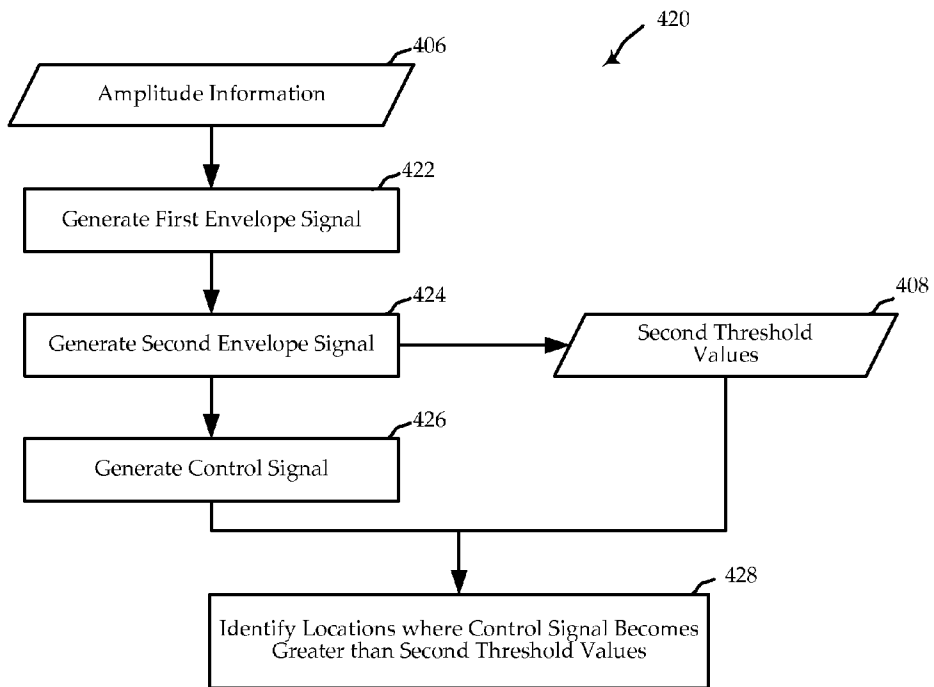 420
406
Amplitude Information
422
Generate First Envelope Signal
424
Generate Second Envelope Signal
408
Second Threshold
Values
426
Generate Control Signal
428
Identify Locations where Control Signal Becomes
Greater than Second Threshold Values